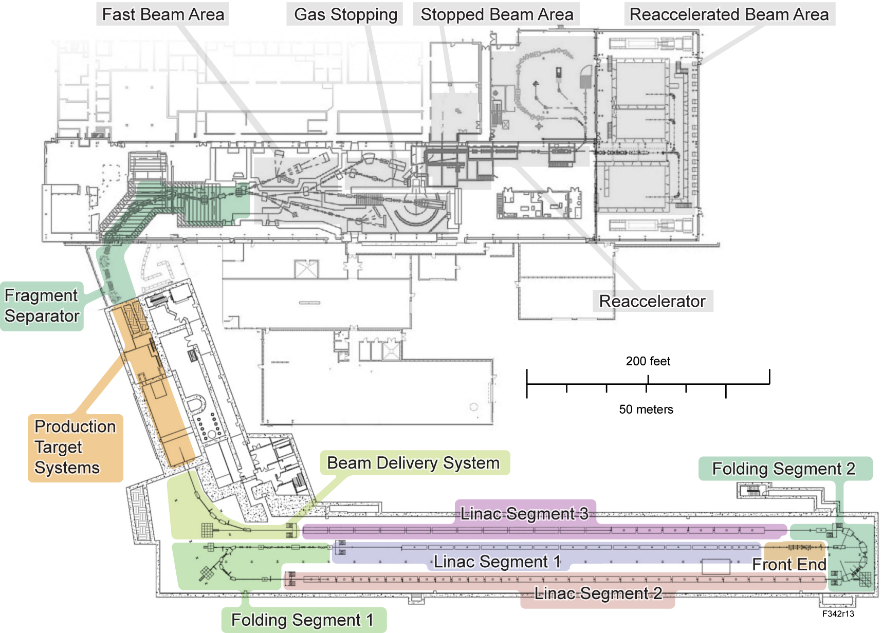 Fast Beam Area
Gas Stopping
Stopped Beam Area
Reaccelerated Beam Area
Fragment
Separator
Reaccelerator
200 feet
50 meters
Production
Target
Systems
Beam Delivery System
Folding Segment 2
Linac Segment 3
Linac Segment 1
Front End
Linac Segment 2
Folding Segment 1
F342r13